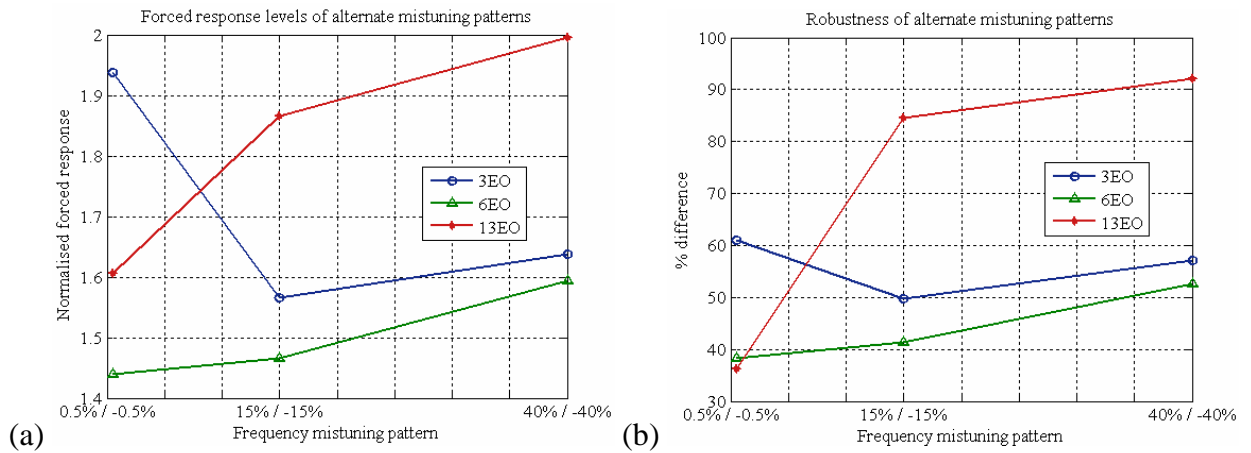 Forced response levels of alternate mistuning patterns
2
1.9
1.8
1.7
1.6
1.5
1.4
Normalised forced response
3EO
6EO
13EO
0.5% / -0.5% 15% / -15% 40% / -40%
Frequency mistuning pattern
(a)
Robustness of alternate mistuning patterns
100
90
80
70
60
50
40
30
% difference
3EO
6EO
13EO
0.5% / -0.5% 15% / -15% 40% / -40%
Frequency mistuning pattern
(b)